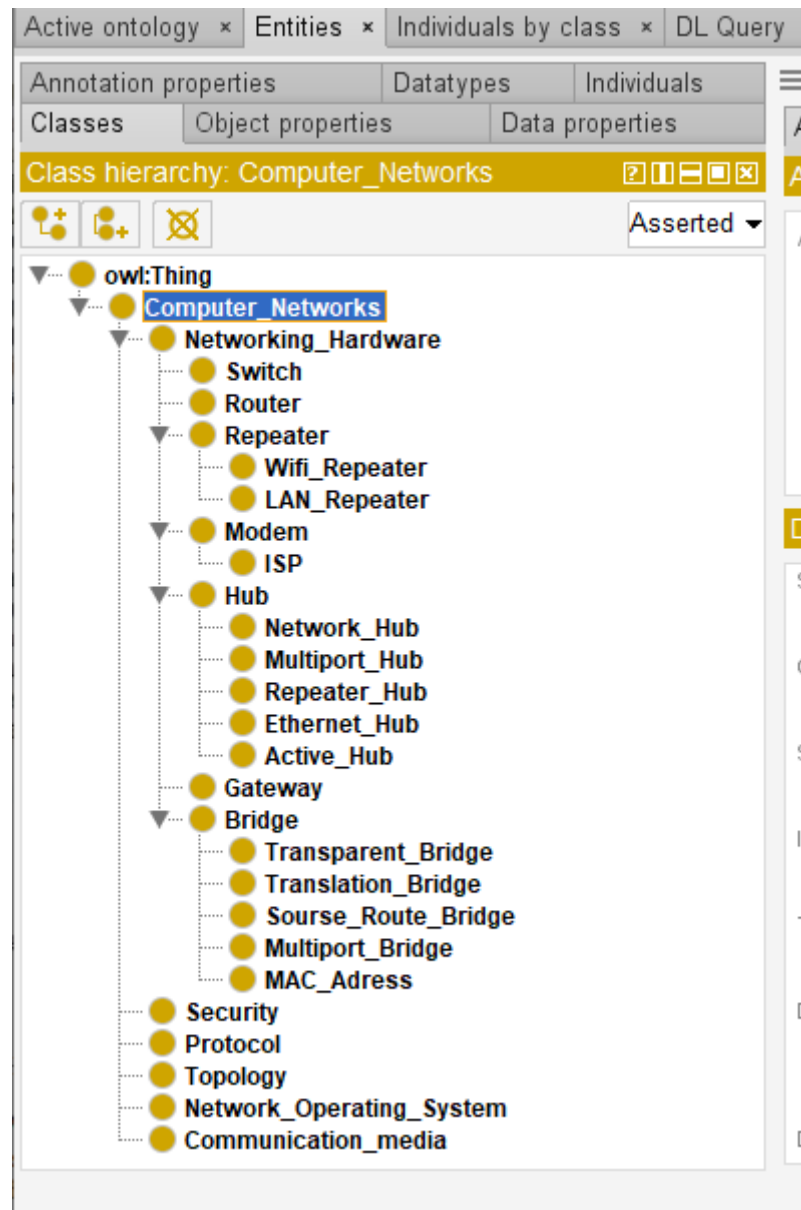 Active ontology × Entities × Individuals by class × DL Query
Annotation properties Datatypes Individuals
Classes Object properties Data properties
Class hierarchy: Computer_Networks
Asserted
owl:Thing
Computer_Networks
Networking_Hardware
Switch
Router
Repeater
Wifi_Repeater
LAN_Repeater
Modem
ISP
Hub
Network_Hub
Multiport_Hub
Repeater_Hub
Ethernet_Hub
Active_Hub
Gateway
Bridge
Transparent_Bridge
Translation_Bridge
Sourse_Route_Bridge
Multiport_Bridge
MAC_Adress
Security
Protocol
Topology
Network_Operating_System
Communication_media